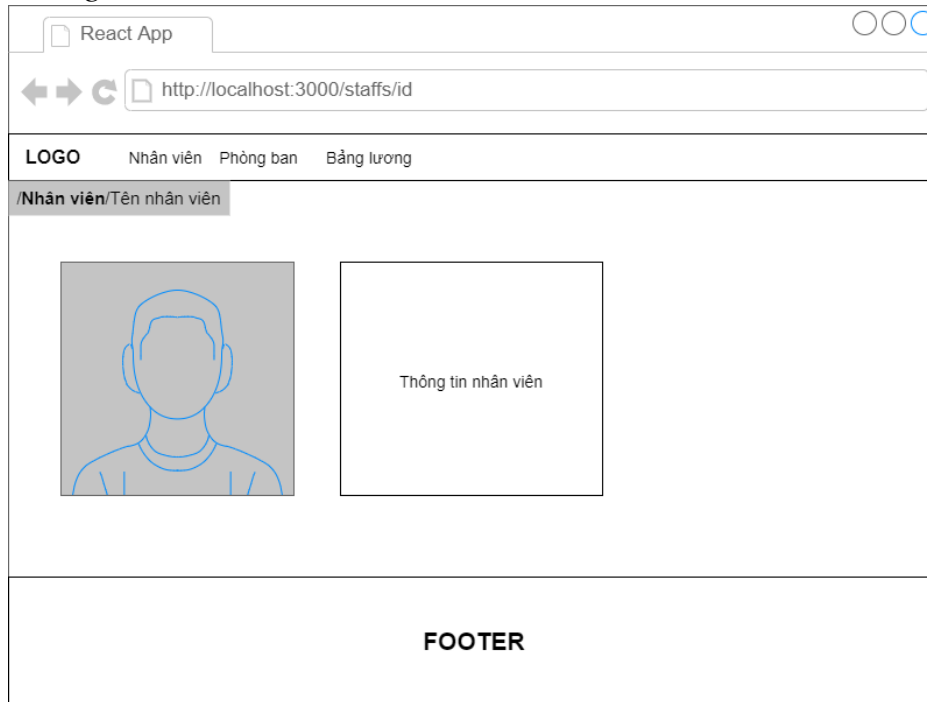 React App
http://localhost:3000/staffs/id
LOGO Nhân viên Phòng ban Bảng lương
/Nhân viên/Tên nhân viên
Thông tin nhân viên
FOOTER